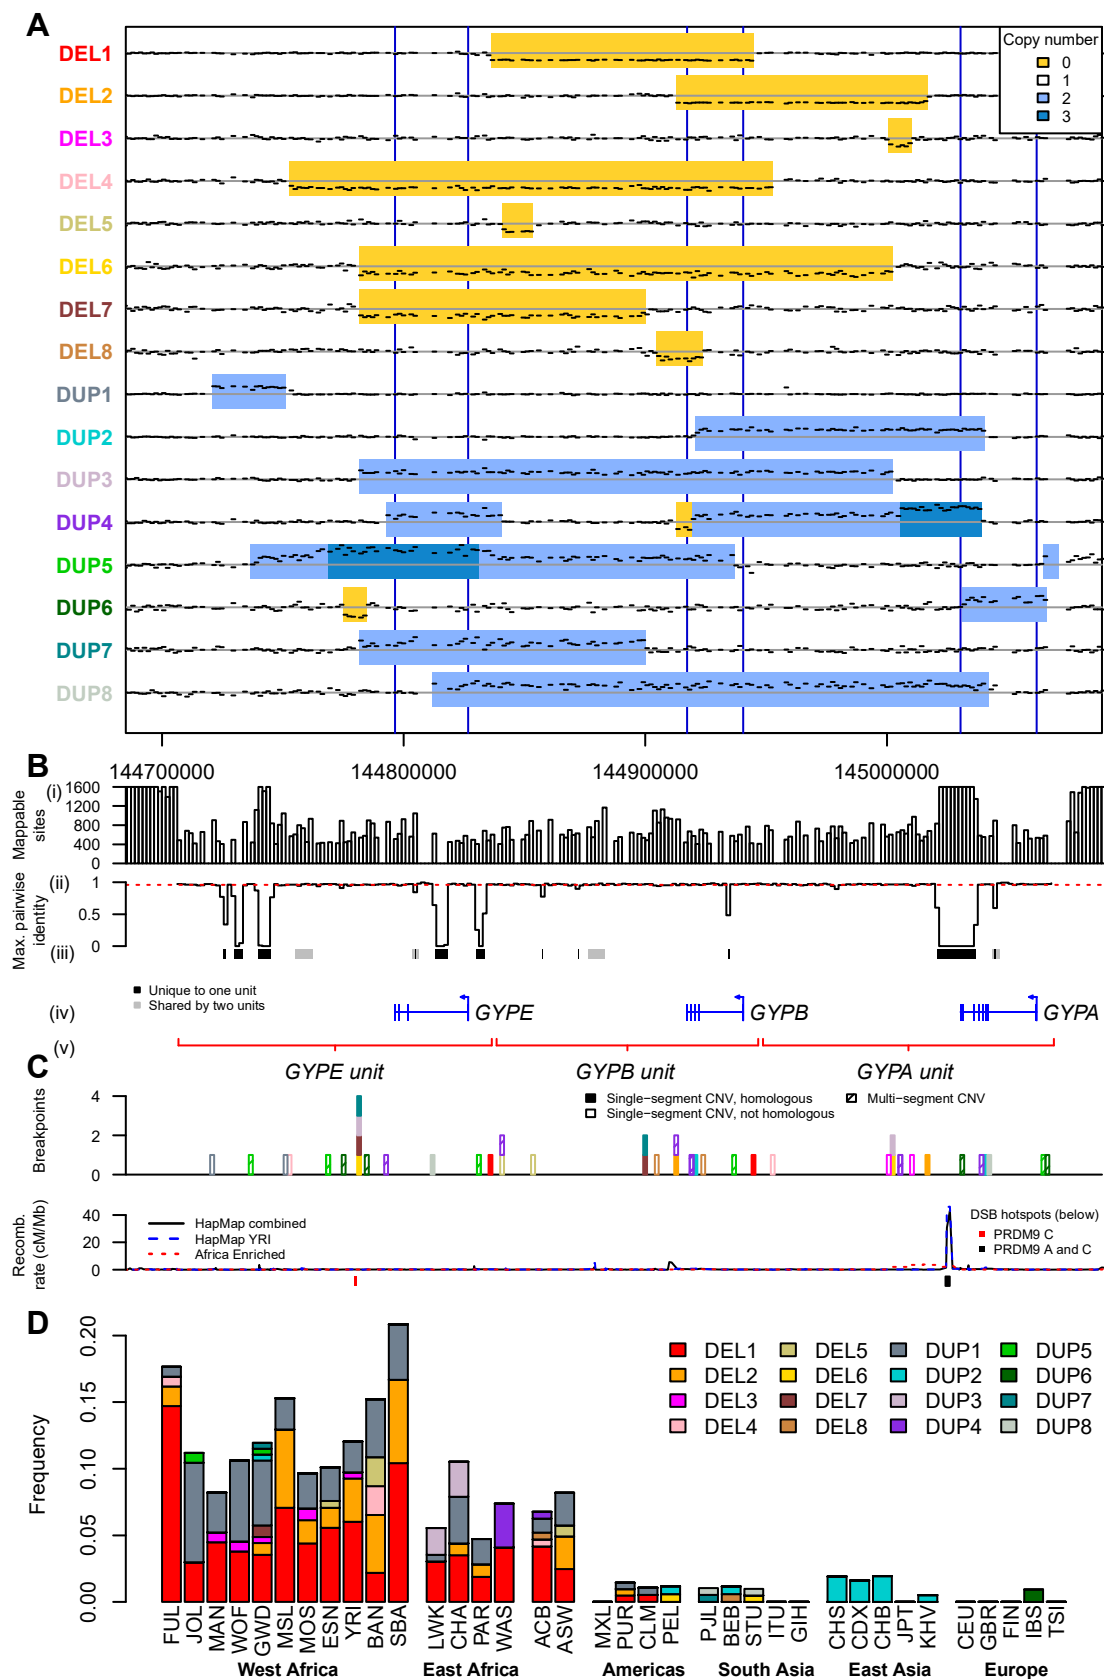 A
Copy number
0
1
2
3
DEL1
DEL2
DEL3
DEL4
DEL5
DEL6
DEL7
DEL8
DUP1
DUP2
DUP3
DUP4
DUP5
DUP6
DUP7
DUP8
144700000 144800000 144900000 145000000
B
(i)
Mappable sites
1600
1200
800
400
0
(ii)
Max. pairwise identity
1
0.5
0
(iii)
Unique to one unit
Shared by two units
(iv)
GYPE GYPB GYPA
(v)
GYPE unit GYPB unit GYPA unit
C
Breakpoints
4
2
0
Single−segment CNV, homologous
Single−segment CNV, not homologous
Multi−segment CNV
Recomb. rate (cM/Mb)
40
20
0
HapMap combined
HapMap YRI
Africa Enriched
DSB hotspots (below)
PRDM9 C
PRDM9 A and C
D
Frequency
0.20
0.15
0.10
0.05
0.00
DEL1 DEL5 DUP1 DUP5
DEL2 DEL6 DUP2 DUP6
DEL3 DEL7 DUP3 DUP7
DEL4 DEL8 DUP4 DUP8
FUL JOL MAN WOF GWD MSL MOS ESN YRI BAN SBA LWK CHA PAR WAS ACB ASW MXL PUR CLM PEL PJL BEB STU ITU GIH CHS CDX CHB JPT KHV CEU GBR FIN IBS TSI
West Africa East Africa Americas South Asia East Asia Europe